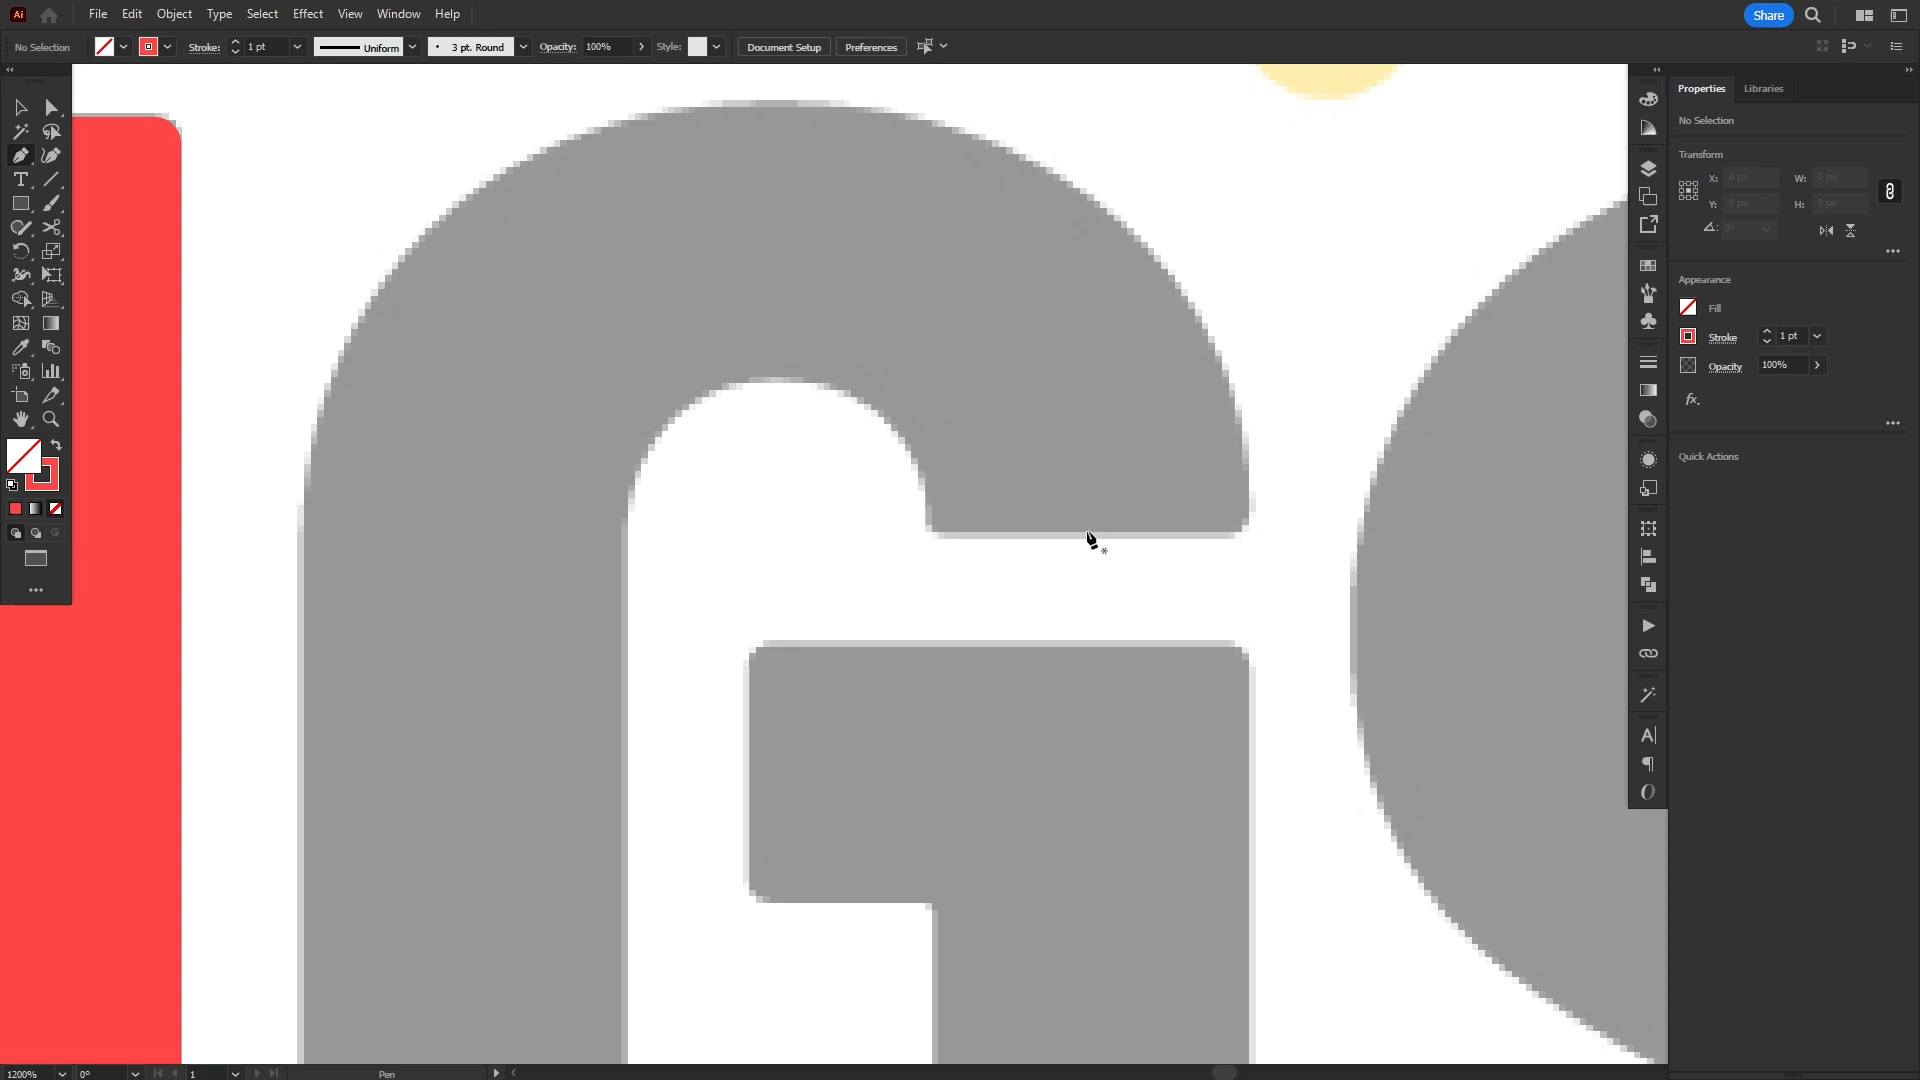 Ai File Edit Object Type Select Effect View Window Help Share
No Selection Stroke: 1 pt Uniform 3 pt. Round Opacity: 100% Style: Document Setup Preferences
Properties Libraries
No Selection
Transform
X: 0 px W: 0 px
Y: 0 px H: 0 px
0°
Appearance
Fill
Stroke 1 pt
Opacity 100%
fx.
Quick Actions
1200% 0° 1 Pen